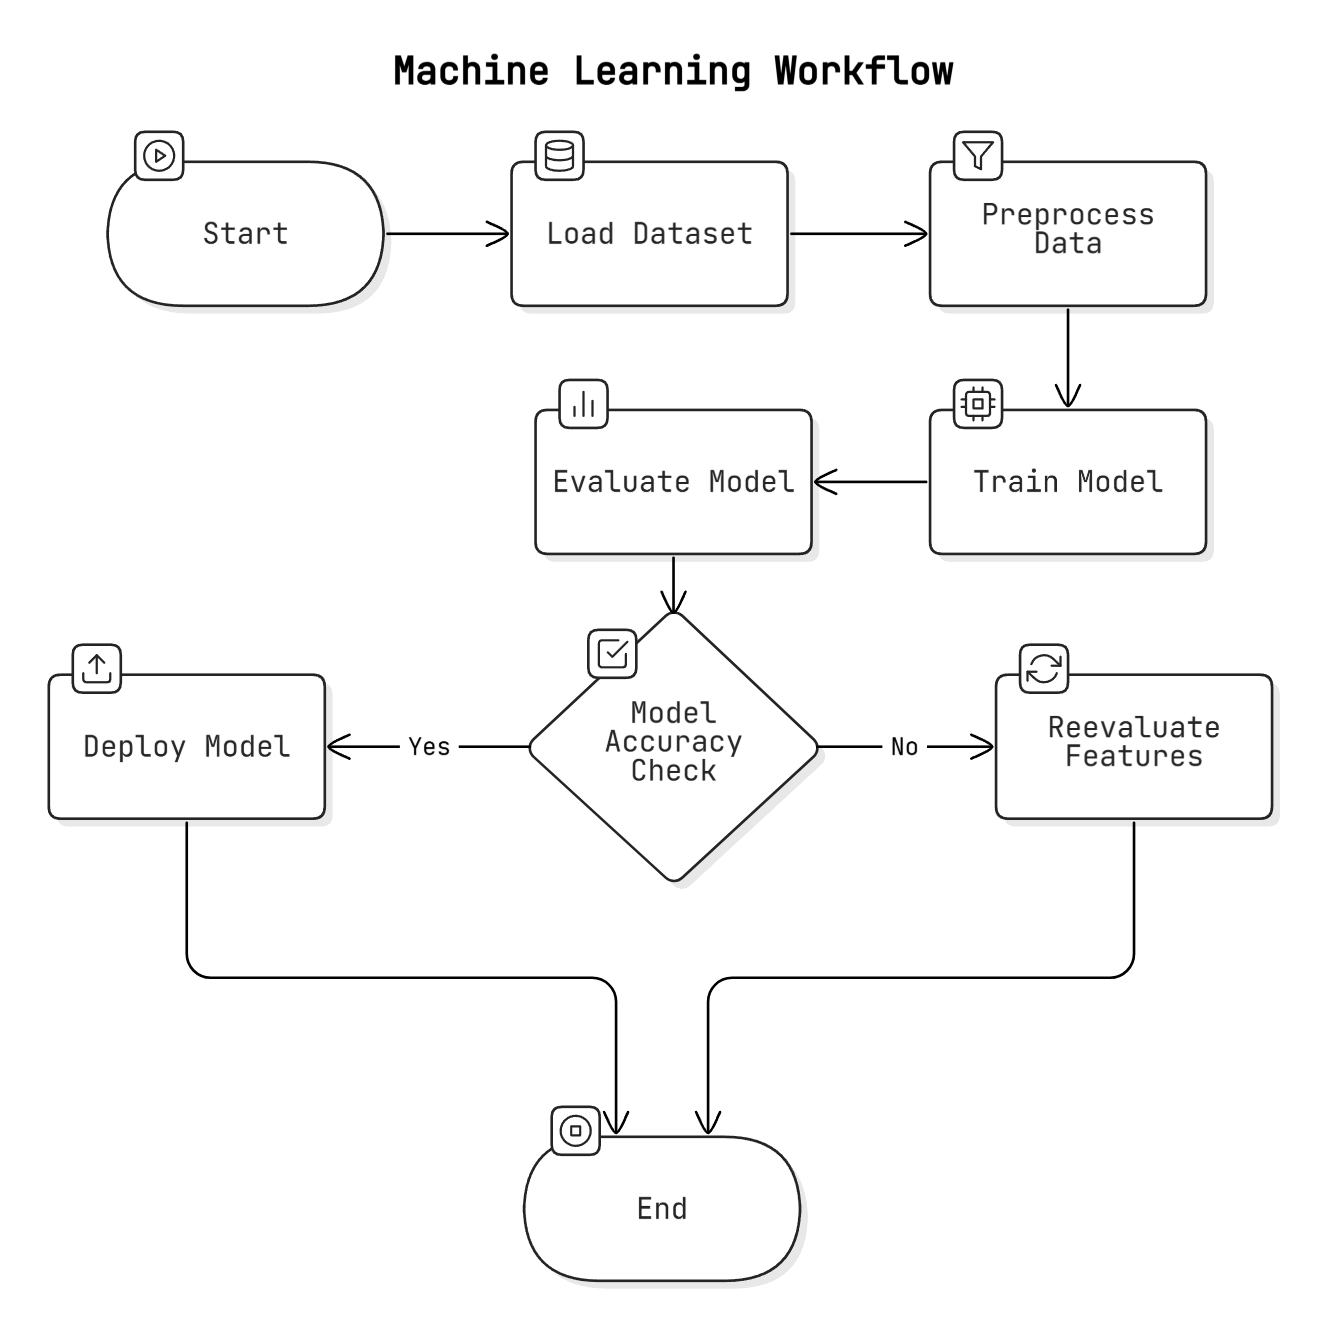 Machine Learning Workflow
Start
Load Dataset
Preprocess
Data
Evaluate Model
Train Model
Deploy Model
Yes
Model
Accuracy
Check
No
Reevaluate
Features
End